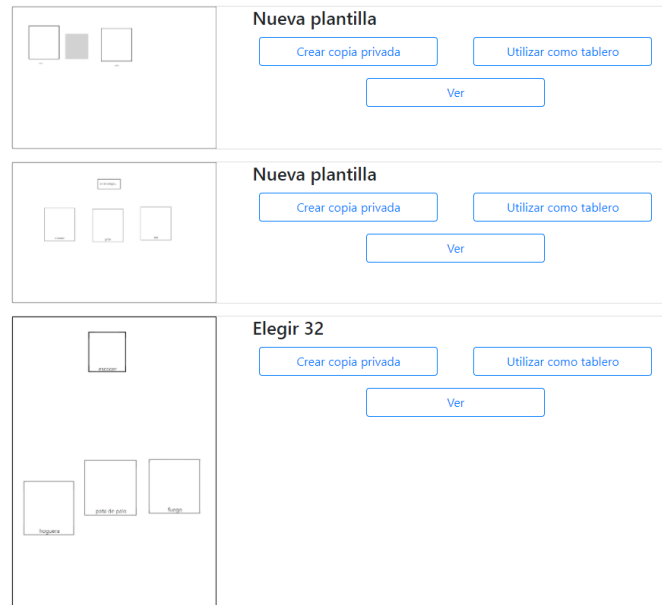 Nueva plantilla
Crear copia privada
Utilizar como tablero
Ver
Nueva plantilla
Crear copia privada
Utilizar como tablero
Ver
Elegir 32
Crear copia privada
Utilizar como tablero
Ver
pata de palo
fuego
hoguera